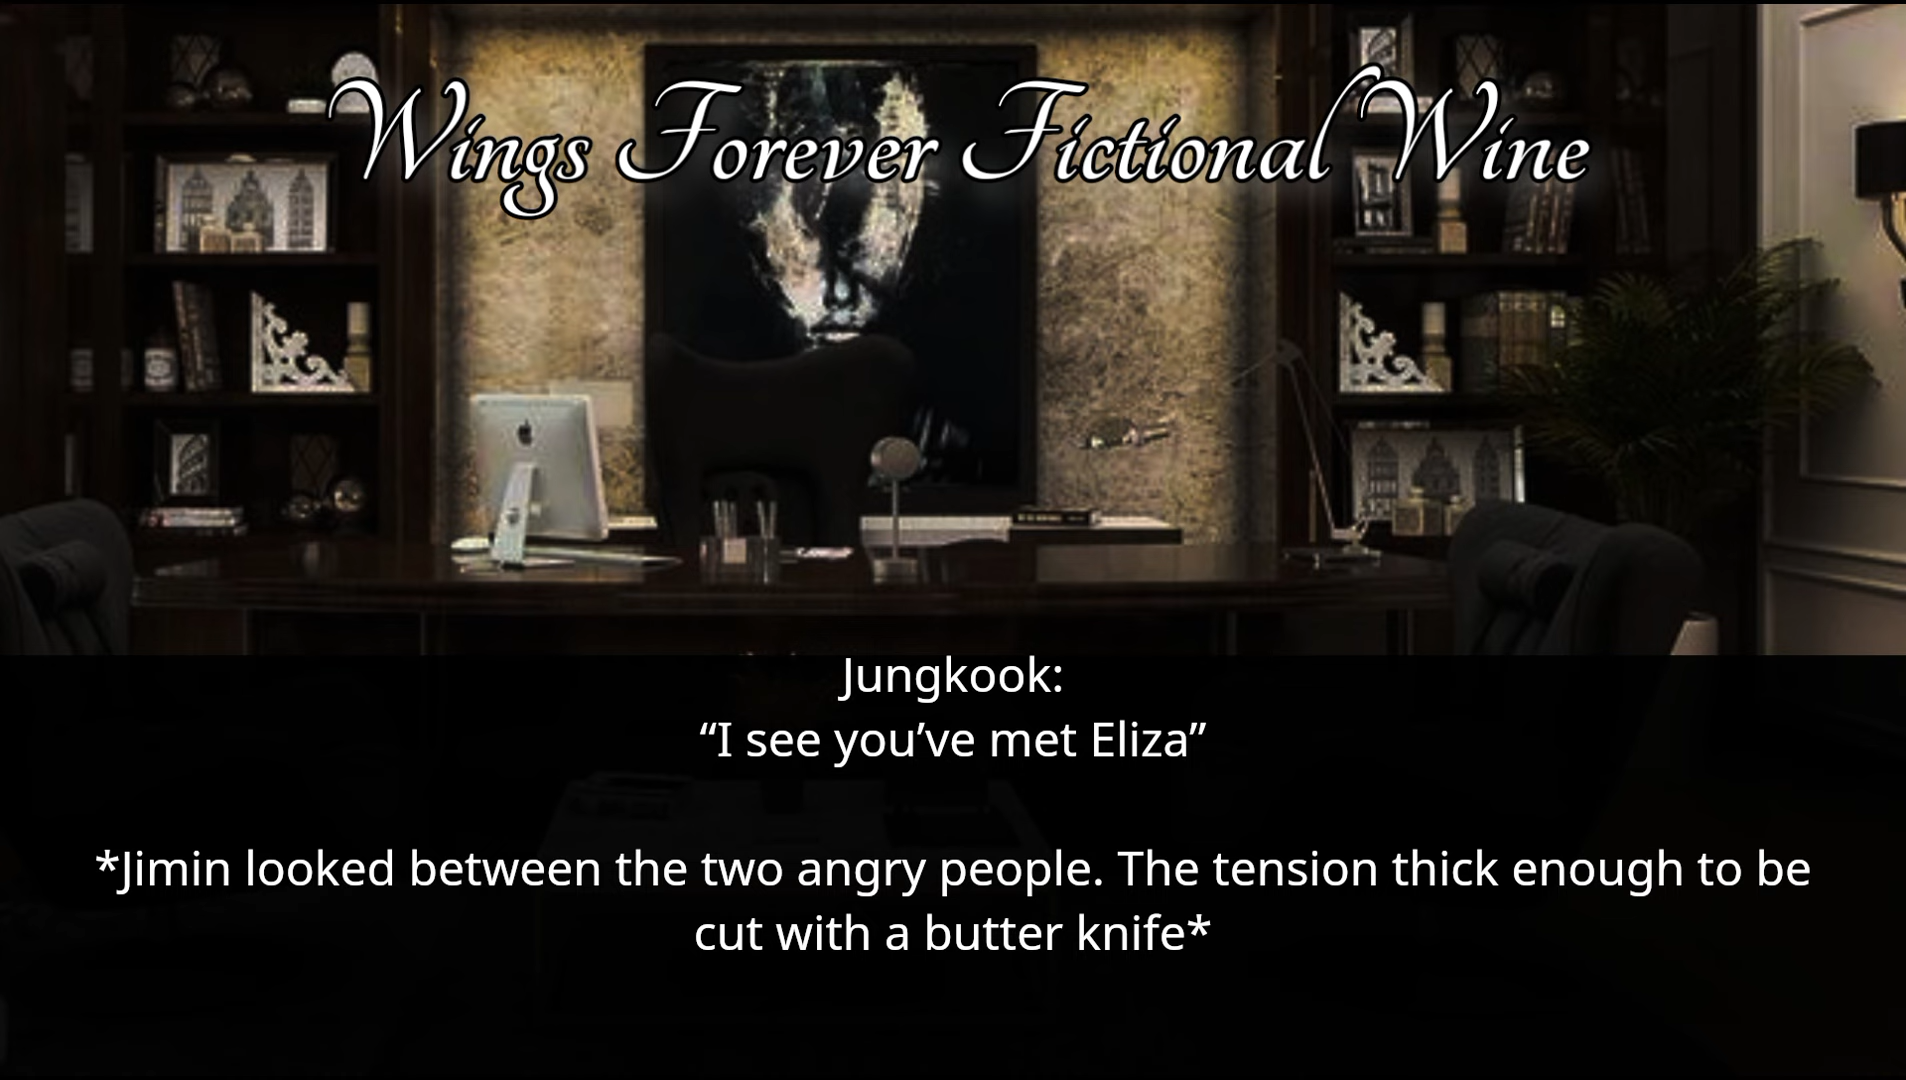 Wings Forever Fictional Wine
Jungkook:
“I see you’ve met Eliza”
*Jimin looked between the two angry people. The tension thick enough to be
cut with a butter knife*